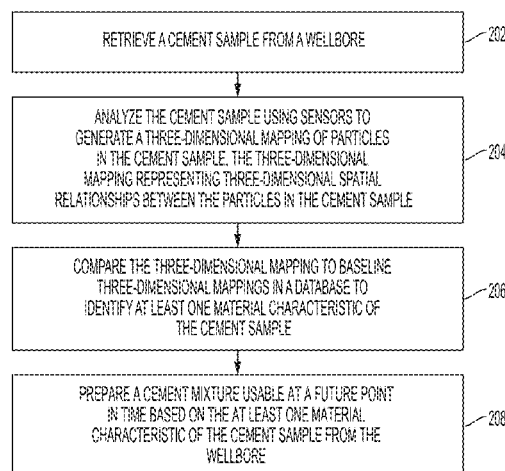 RETRIEVE A CEMENT SAMPLE FROM A WELLBORE
202
ANALYZE THE CEMENT SAMPLE USING SENSORS TO
GENERATE A THREE-DIMENSIONAL MAPPING OF PARTICLES
IN THE CEMENT SAMPLE, THE THREE-DIMENSIONAL
MAPPING REPRESENTING THREE-DIMENSIONAL SPATIAL
RELATIONSHIPS BETWEEN THE PARTICLES IN THE CEMENT SAMPLE
204
COMPARE THE THREE-DIMENSIONAL MAPPING TO BASELINE
THREE-DIMENSIONAL MAPPINGS IN A DATABASE TO
IDENTIFY AT LEAST ONE MATERIAL CHARACTERISTIC OF
THE CEMENT SAMPLE
206
PREPARE A CEMENT MIXTURE USABLE AT A FUTURE POINT
IN TIME BASED ON THE AT LEAST ONE MATERIAL
CHARACTERISTIC OF THE CEMENT SAMPLE FROM THE
WELLBORE
208